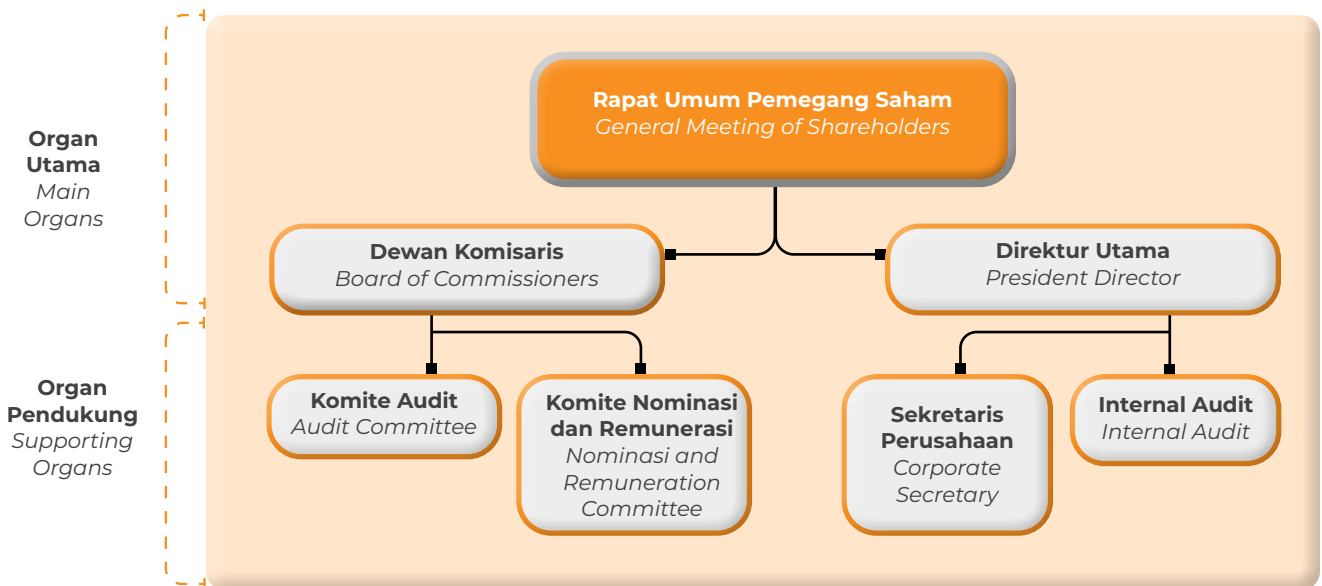 Organ
Utama
Main
Organs
Rapat Umum Pemegang Saham
General Meeting of Shareholders
Dewan Komisaris
Board of Commissioners
Direktur Utama
President Director
Organ
Pendukung
Supporting
Organs
Komite Audit
Audit Committee
Komite Nominasi
dan Remunerasi
Nominasi and
Remuneration
Committee
Sekretaris
Perusahaan
Corporate
Secretary
Internal Audit
Internal Audit